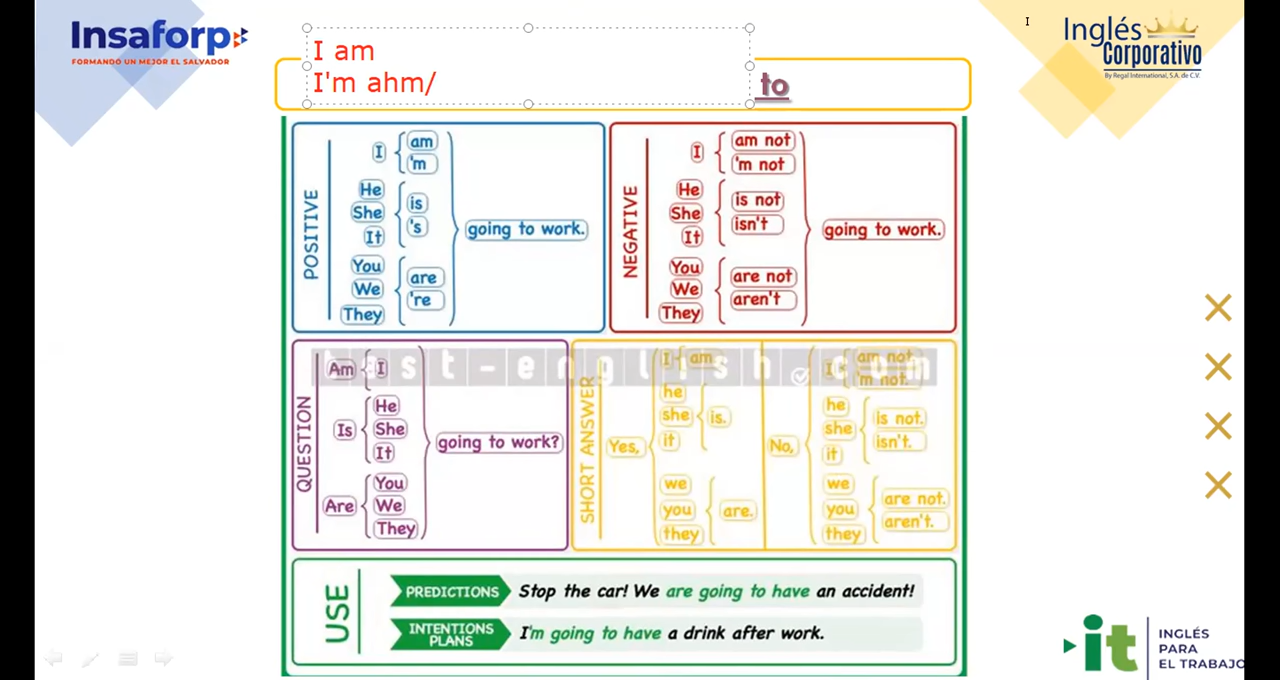 Insaforp
FORMANDO UN MEJOR EL SALVADOR
I am
I'm ahm/
to
Inglés
Corporativo
By Regal International, S.A. de C.V.
POSITIVE
I
am
'm
He
She
It
is
's
You
We
They
are
're
going to work.
NEGATIVE
I
am not
'm not
He
She
It
is not
isn't
You
We
They
are not
aren't
going to work.
test-english.com
QUESTION
Am
I
Is
He
She
It
Are
You
We
They
going to work?
SHORT ANSWER
Yes,
I
am
he
she
it
is.
we
you
they
are.
No,
I
am not.
'm not.
he
she
it
is not.
isn't.
we
you
they
are not.
aren't.
USE
PREDICTIONS
Stop the car! We are going to have an accident!
INTENTIONS
PLANS
I'm going to have a drink after work.
it
INGLÉS
PARA
EL TRABAJO